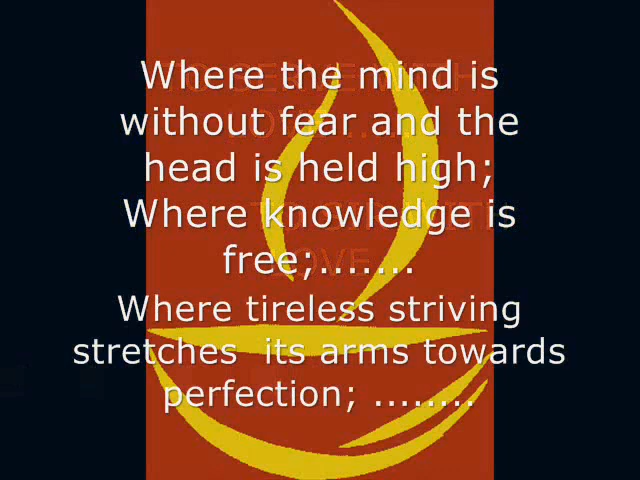 Where the mind is
without fear and the
head is held high;
Where knowledge is
free;.......
Where tireless striving
stretches  its arms towards
perfection; ........